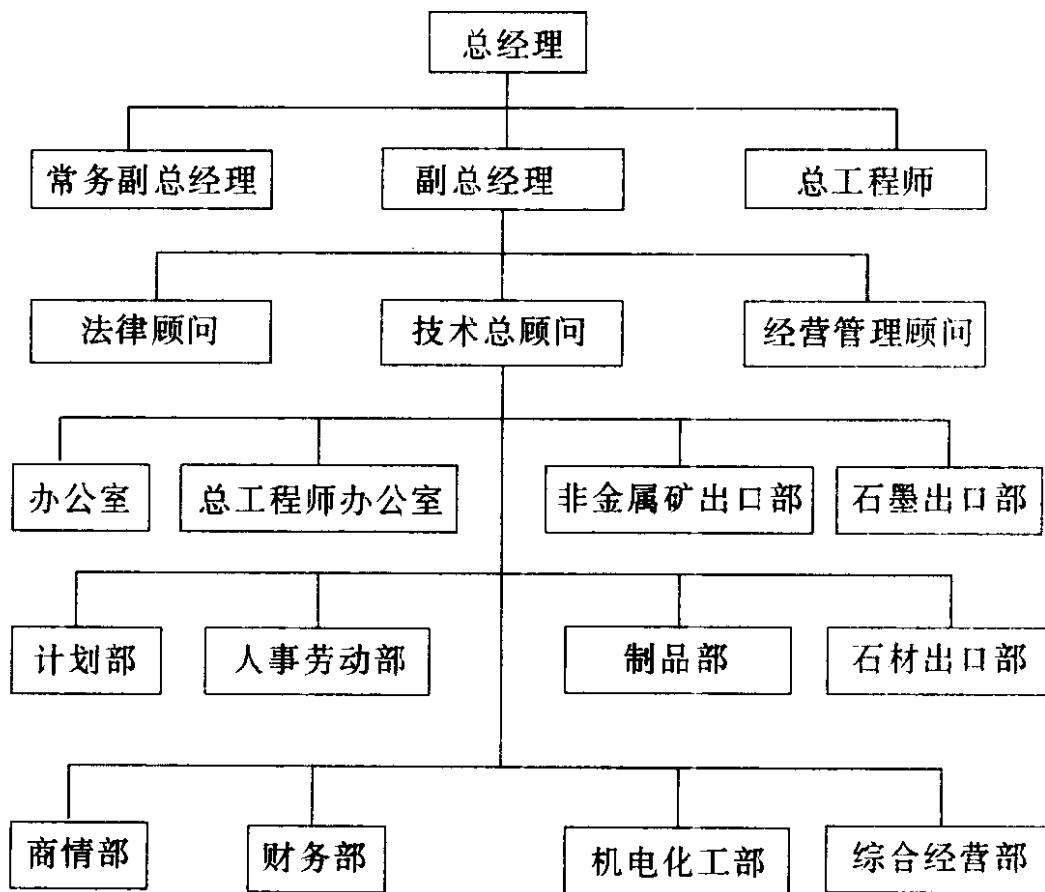 总经理
常务副总经理 副总经理 总工程师
法律顾问 技术总顾问 经营管理顾问
办公室 总工程师办公室 非金属矿出口部 石墨出口部
计划部 人事劳动部 制品部 石材出口部
商情部 财务部 机电化工部 综合经营部